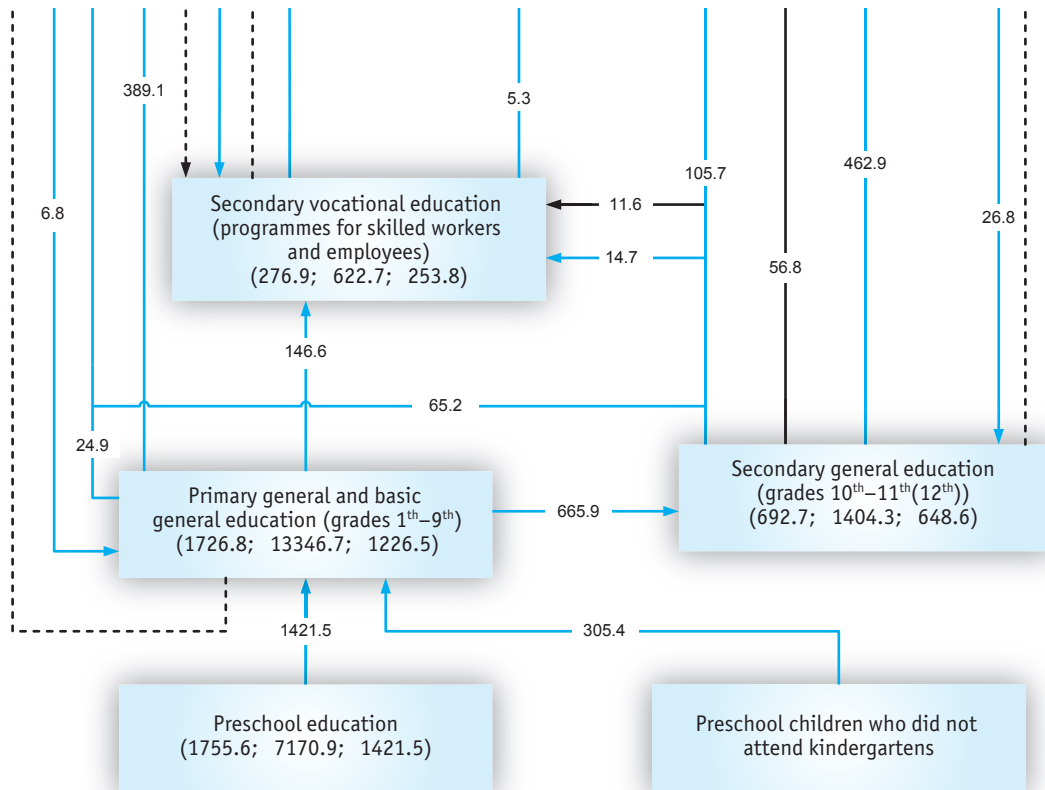 389.1
5.3
6.8
105.7
462.9
26.8
56.8
Secondary vocational education
(programmes for skilled workers
and employees)
(276.9; 622.7; 253.8)
11.6
14.7
146.6
65.2
24.9
Primary general and basic
general education (grades 1th–9th)
(1726.8; 13346.7; 1226.5)
665.9
Secondary general education
(grades 10th–11th(12th))
(692.7; 1404.3; 648.6)
1421.5
305.4
Preschool education
(1755.6; 7170.9; 1421.5)
Preschool children who did not
attend kindergartens